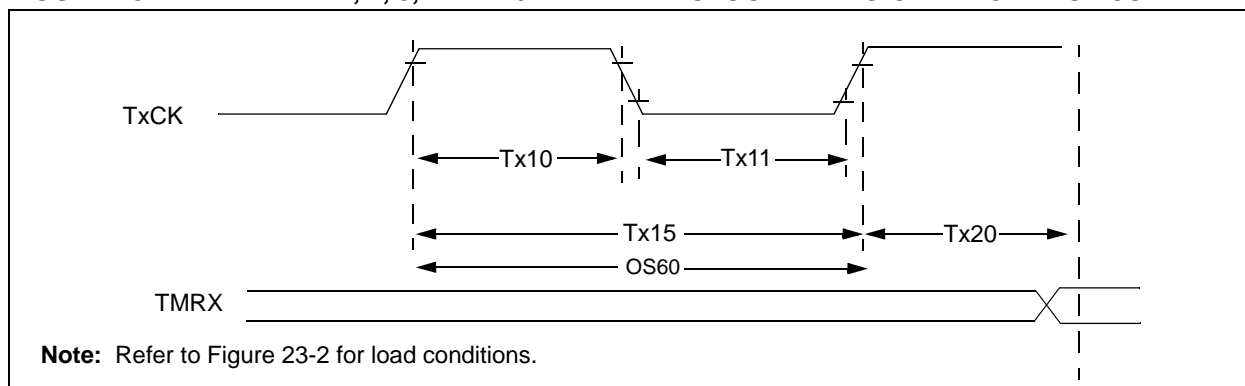 TxCK
Tx10
Tx11
Tx15
Tx20
OS60
TMRX
Note: Refer to Figure 23-2 for load conditions.